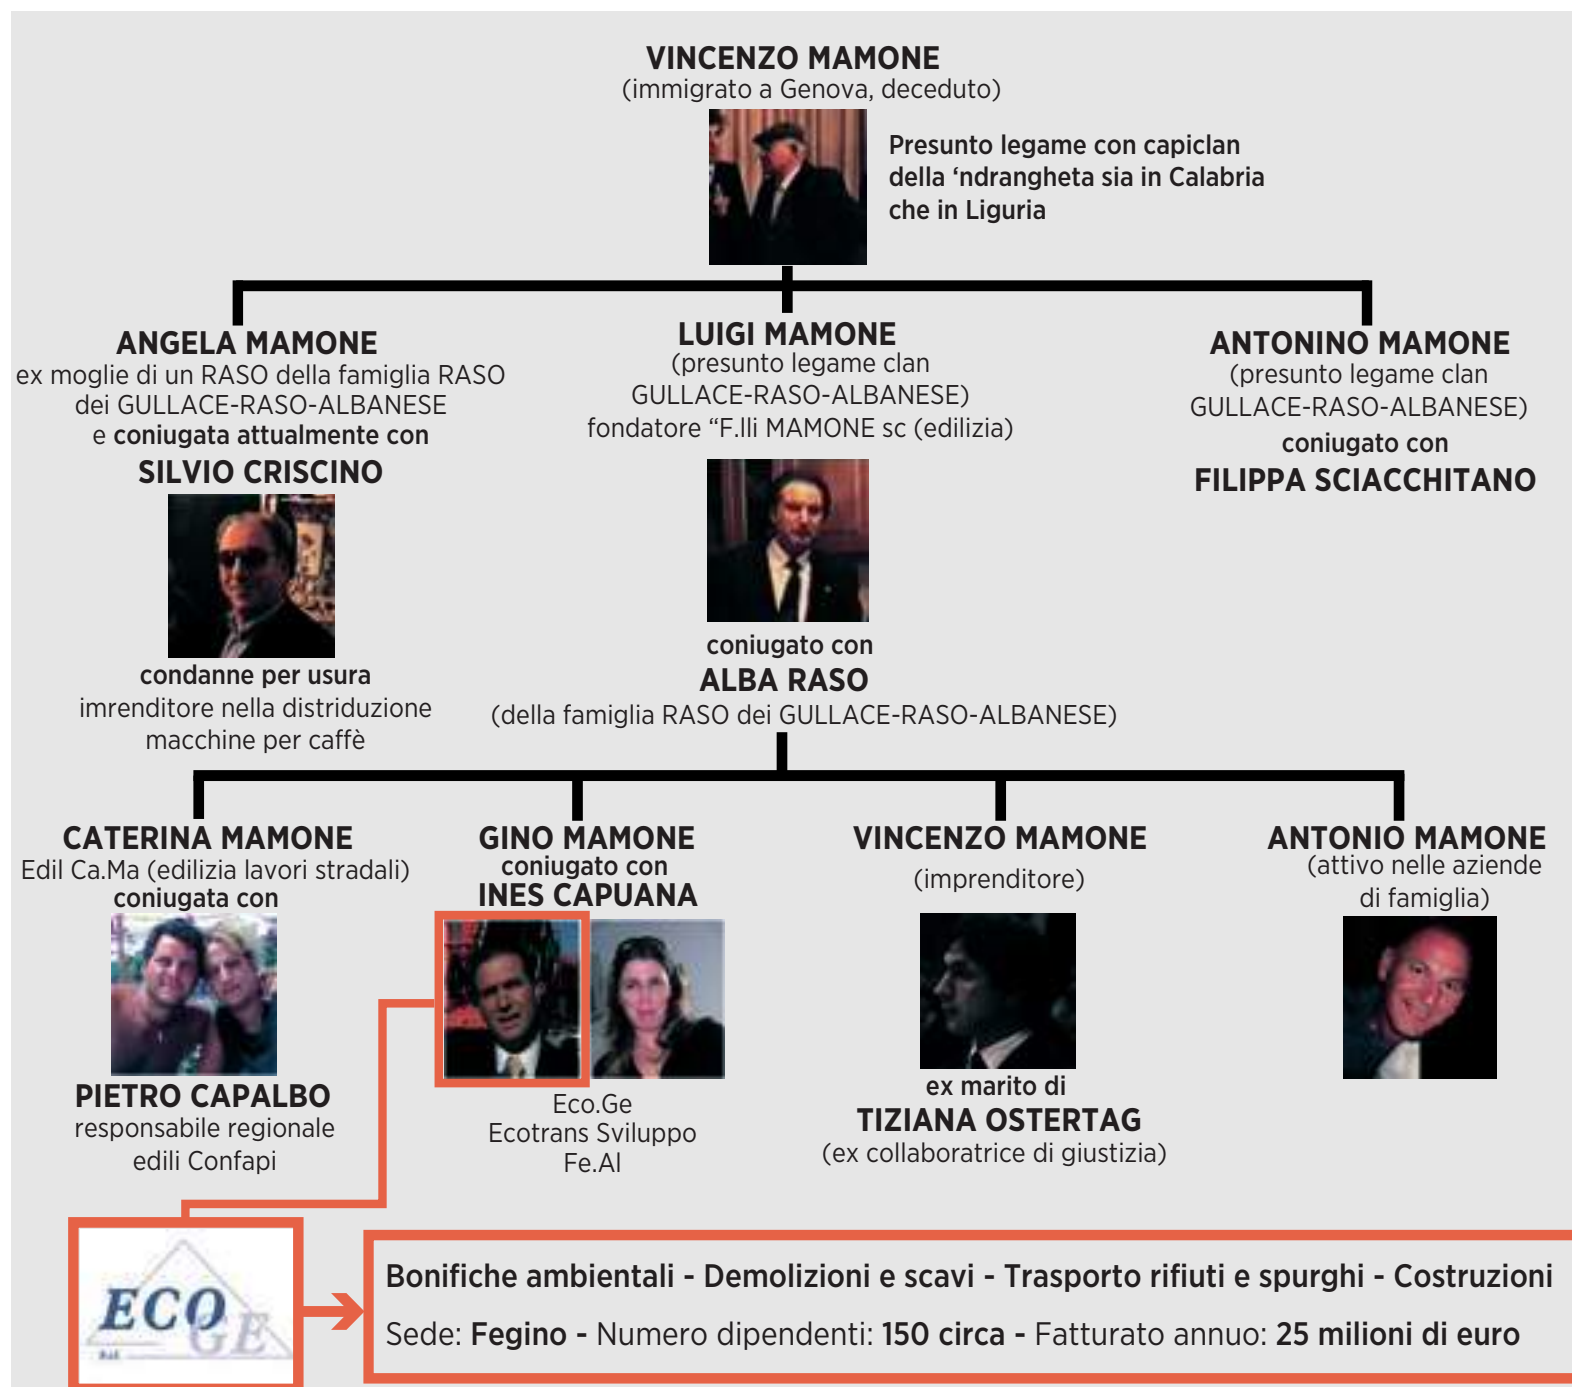 VINCENZO MAMONE
(immigrato a Genova, deceduto)
Presunto legame con capiclan
della ‘ndrangheta sia in Calabria
che in Liguria
ANGELA MAMONE
ex moglie di un RASO della famiglia RASO
dei GULLACE-RASO-ALBANESE
e coniugata attualmente con
SILVIO CRISCINO
condanne per usura
imrenditore nella distriduzione
macchine per caffè
LUIGI MAMONE
(presunto legame clan
GULLACE-RASO-ALBANESE)
fondatore “F.lli MAMONE sc (edilizia)
coniugato con
ALBA RASO
(della famiglia RASO dei GULLACE-RASO-ALBANESE)
ANTONINO MAMONE
(presunto legame clan
GULLACE-RASO-ALBANESE)
coniugato con
FILIPPA SCIACCHITANO
CATERINA MAMONE
Edil Ca.Ma (edilizia lavori stradali)
coniugata con
PIETRO CAPALBO
responsabile regionale
edili Confapi
GINO MAMONE
coniugato con
INES CAPUANA
Eco.Ge
Ecotrans Sviluppo
Fe.Al
VINCENZO MAMONE
(imprenditore)
ex marito di
TIZIANA OSTERTAG
(ex collaboratrice di giustizia)
ANTONIO MAMONE
(attivo nelle aziende
di famiglia)
ECO
GE
Bonifiche ambientali - Demolizioni e scavi - Trasporto rifiuti e spurghi - Costruzioni
Sede: Fegino - Numero dipendenti: 150 circa - Fatturato annuo: 25 milioni di euro